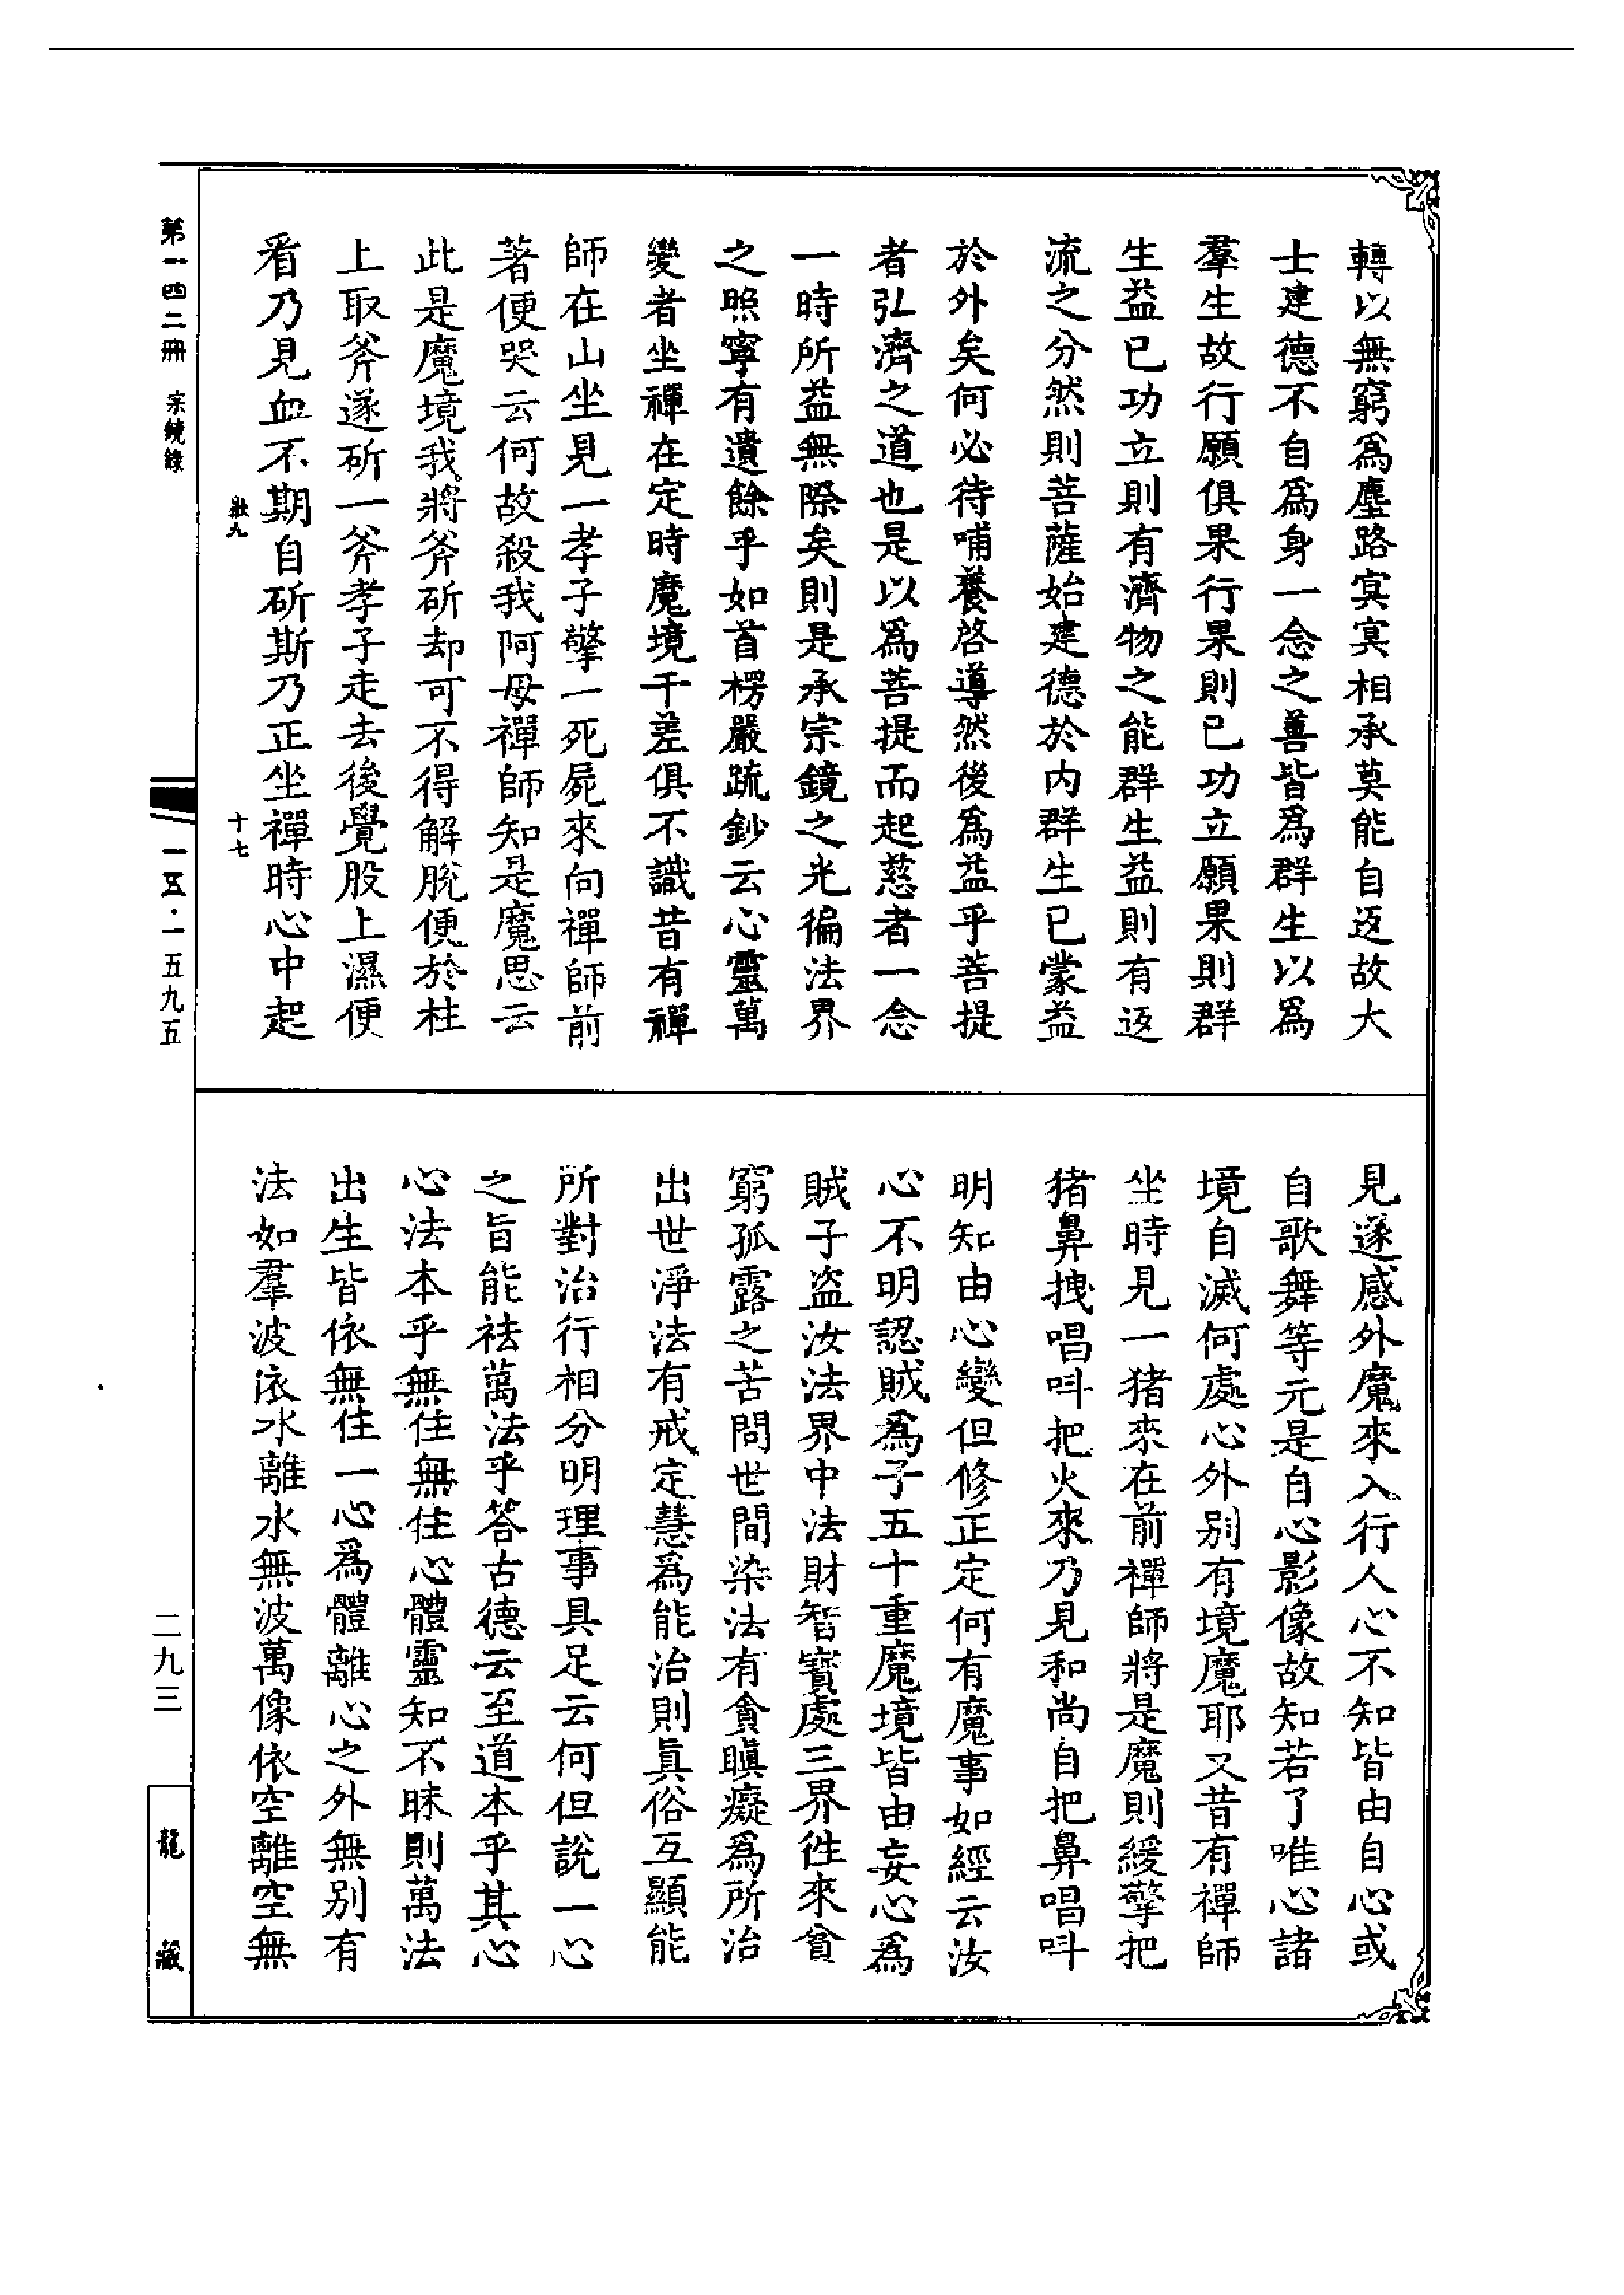 轉以無窮爲塵路寘寘相承莫能自返故大
士建德不自爲身一念之善皆爲群生以爲
羣生故行願俱果行果則已功立願果則群
生益已功立則有濟物之能群生益則有返
流之分然則菩薩始建德於内群生已蒙益
於外矣何必待哺養啓導然後爲益乎菩提
者弘濟之道也是以爲菩提而起慈者一念
一時所益無際矣則是承宗鏡之光徧法界
之照寧有遺餘乎如首楞嚴疏鈔云心靈萬
變者坐禪在定時魔境千差俱不識昔有禪
師在山坐見一孝子擎一死屍來向禪師前
著便哭云何故殺我阿母禪師知是魔思云
此是魔境我將斧斫却可不得解脫便於柱
上取斧遂斫一斧孝子走去後覺股上濕便
看乃見血不期自斫斯乃正坐禪時心中起
見遂感外魔來入行人心不知皆由自心或
自歌舞等元是自心影像故知若了唯心諸
境自滅何處心外别有境魔耶又昔有禪師
坐時見一猪來在前禪師將是魔則緩擎把
猪鼻拽唱呌把火來乃見和尚自把鼻唱呌
明知由心變但修正定何有魔事如經云汝
心不明認賊爲子五十重魔境皆由妄心爲
賊子盜汝法界中法財智寳處三界徃來貧
窮孤露之苦問世間染法有貪瞋癡爲所治
出世淨法有戒定慧爲能治則眞俗互顯能
所對治行相分明理事具足云何但說一心
之旨能袪萬法乎答古德云至道本乎其心
心法本乎無住無住心體靈知不昧則萬法
出生皆依無住一心爲體離心之外無别有
法如羣波依水離水無波萬像依空離空無
第一四二冊 宗鏡錄
十七
一五·一五九五
二九三
龍藏